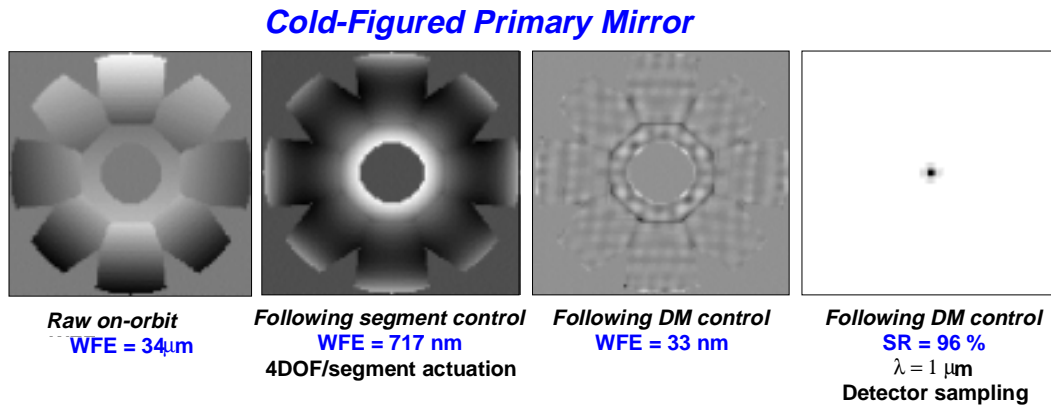 Cold-Figured Primary Mirror
Raw on-orbit
WFE = 34μm
Following segment control
WFE = 717 nm
4DOF/segment actuation
Following DM control
WFE = 33 nm
Following DM control
SR = 96 %
λ = 1 μm
Detector sampling